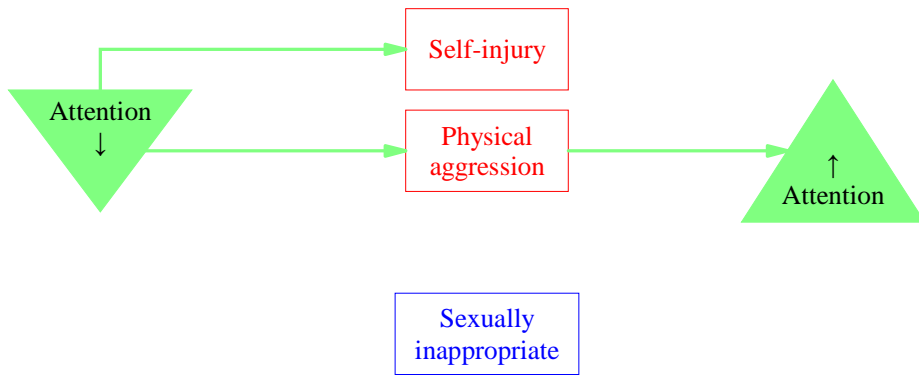 Self-injury
Attention
↓
Physical
aggression
↑
Attention
Sexually
inappropriate